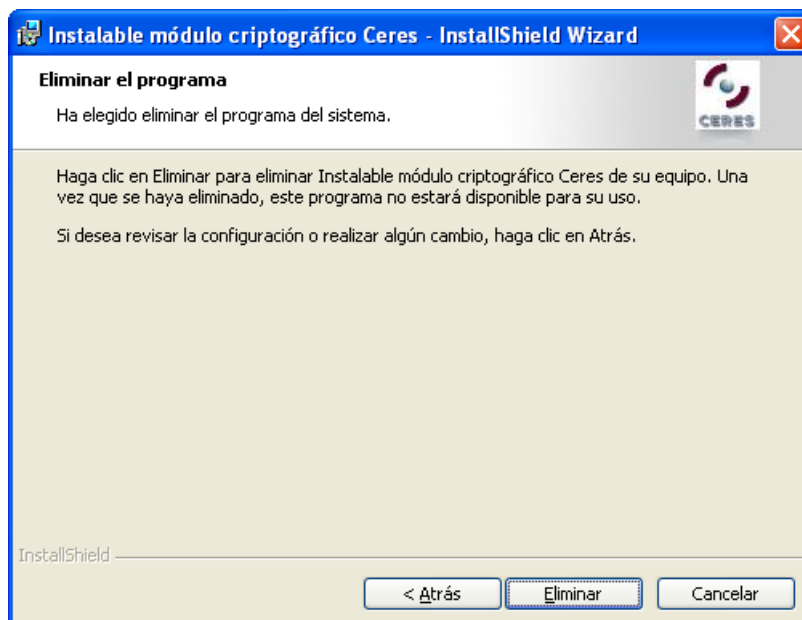 Instalable módulo criptográfico Ceres - InstallShield Wizard
Eliminar el programa
Ha elegido eliminar el programa del sistema.
CERES
Haga clic en Eliminar para eliminar Instalable módulo criptográfico Ceres de su equipo. Una
vez que se haya eliminado, este programa no estará disponible para su uso.
Si desea revisar la configuración o realizar algún cambio, haga clic en Atrás.
InstallShield
< Atrás
Eliminar
Cancelar